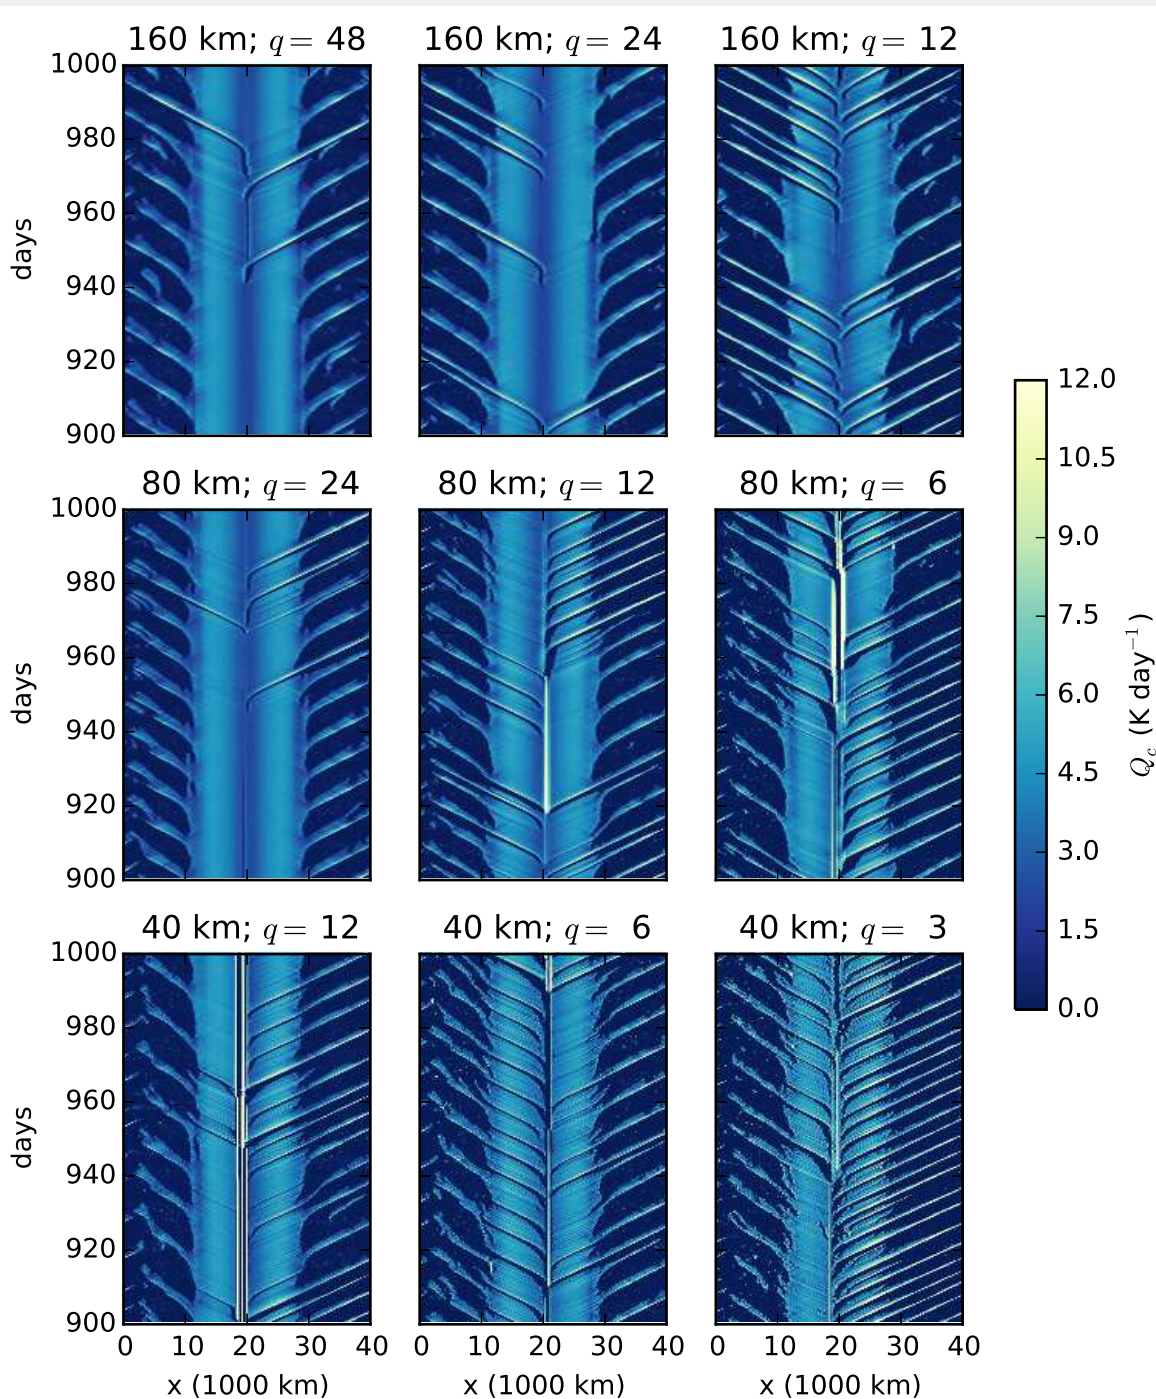 160 km; q = 48
160 km; q = 24
160 km; q = 12
1000
980
960
940
920
900
days
80 km; q = 24
80 km; q = 12
80 km; q = 6
1000
980
960
940
920
900
days
12.0
10.5
9.0
7.5
6.0
4.5
3.0
1.5
0.0
Q_c (K day⁻¹)
40 km; q = 12
40 km; q = 6
40 km; q = 3
1000
980
960
940
920
900
days
0 10 20 30 40
0 10 20 30 40
0 10 20 30 40
x (1000 km)
x (1000 km)
x (1000 km)